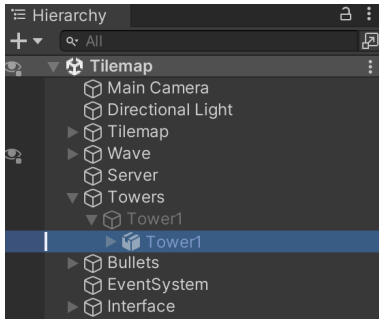 Hierarchy
All
Tilemap
Main Camera
Directional Light
Tilemap
Wave
Server
Towers
Tower1
Tower1
Bullets
EventSystem
Interface